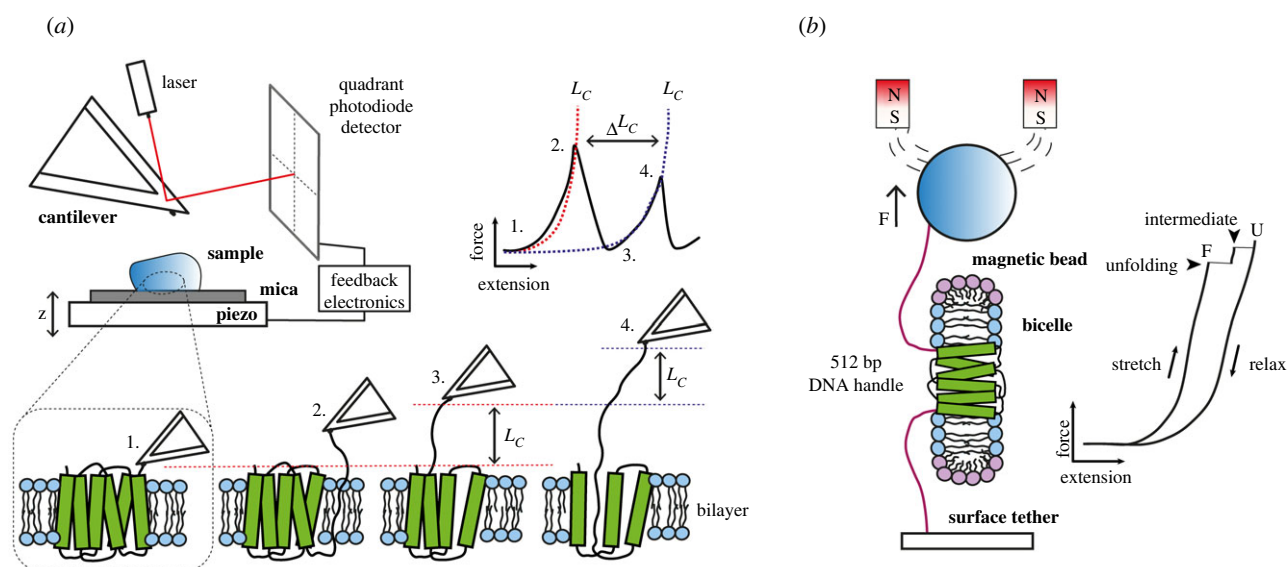 (a)
laser
quadrant
photodiode
detector
cantilever
sample
mica
z
piezo
feedback
electronics
L_C
L_C
ΔL_C
2.
4.
1.
3.
force
extension
1.
2.
3.
4.
L_C
L_C
bilayer
(b)
N
S
N
S
F
magnetic bead
bicelle
512 bp
DNA handle
surface tether
intermediate
F
U
unfolding
stretch
relax
force
extension